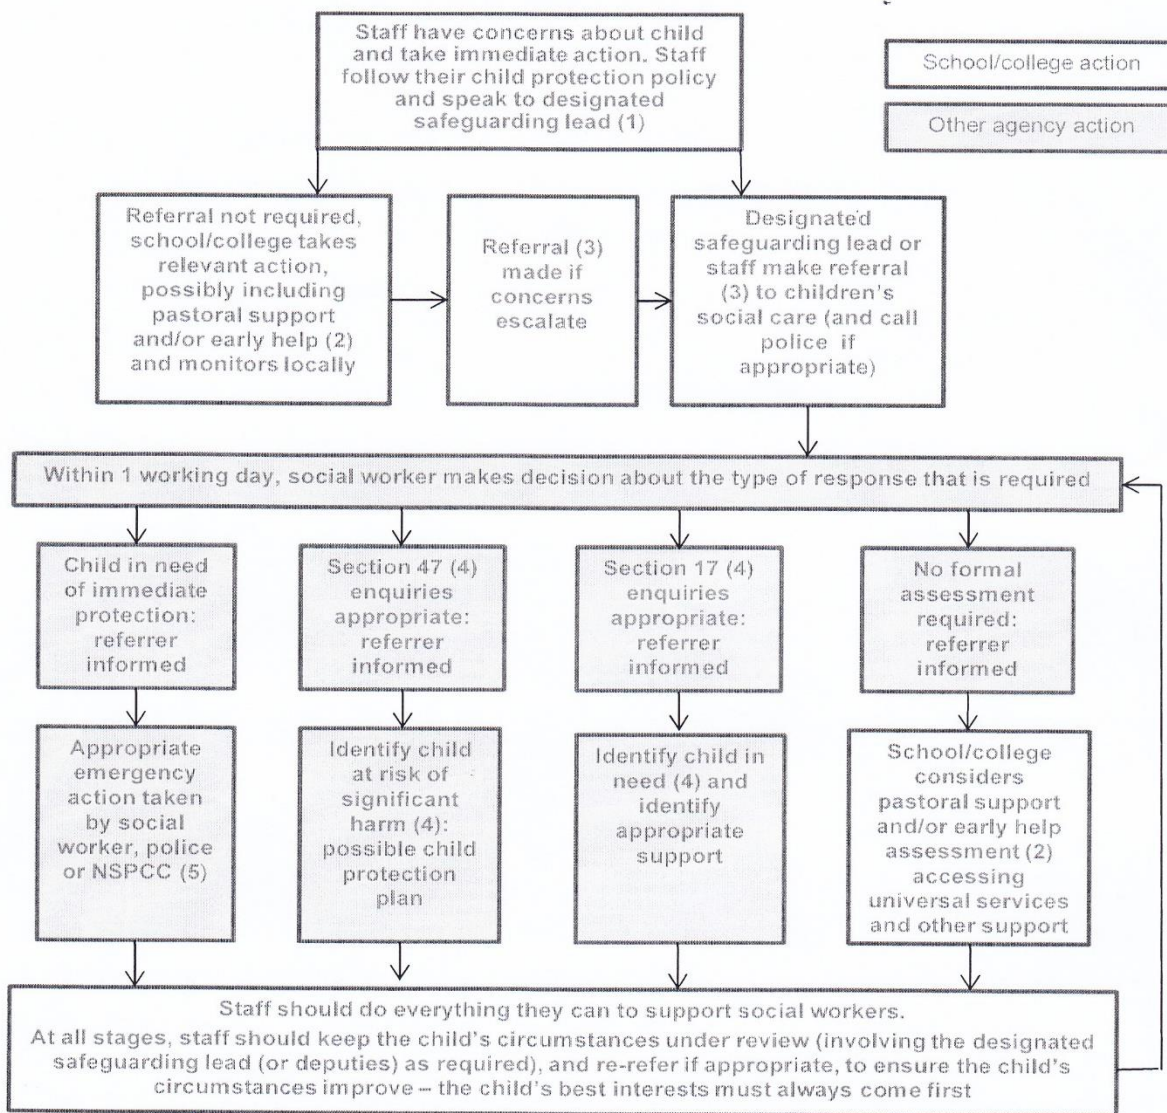 Staff have concerns about child
and take immediate action. Staff
follow their child protection policy
and speak to designated
safeguarding lead (1)
School/college action
Other agency action
Referral not required,
school/college takes
relevant action,
possibly including
pastoral support
and/or early help (2)
and monitors locally
Referral (3)
made if
concerns
escalate
Designated
safeguarding lead or
staff make referral
(3) to children's
social care (and call
police if
appropriate)
Within 1 working day, social worker makes decision about the type of response that is required
Child in need
of immediate
protection:
referrer
informed
Section 47 (4)
enquiries
appropriate:
referrer
informed
Section 17 (4)
enquiries
appropriate:
referrer
informed
No formal
assessment
required:
referrer
informed
Appropriate
emergency
action taken
by social
worker, police
or NSPCC (5)
Identify child
at risk of
significant
harm (4):
possible child
protection
plan
Identify child in
need (4) and
identify
appropriate
support
School/college
considers
pastoral support
and/or early help
assessment (2)
accessing
universal services
and other support
Staff should do everything they can to support social workers.
At all stages, staff should keep the child's circumstances under review (involving the designated
safeguarding lead (or deputies) as required), and re-refer if appropriate, to ensure the child's
circumstances improve – the child's best interests must always come first